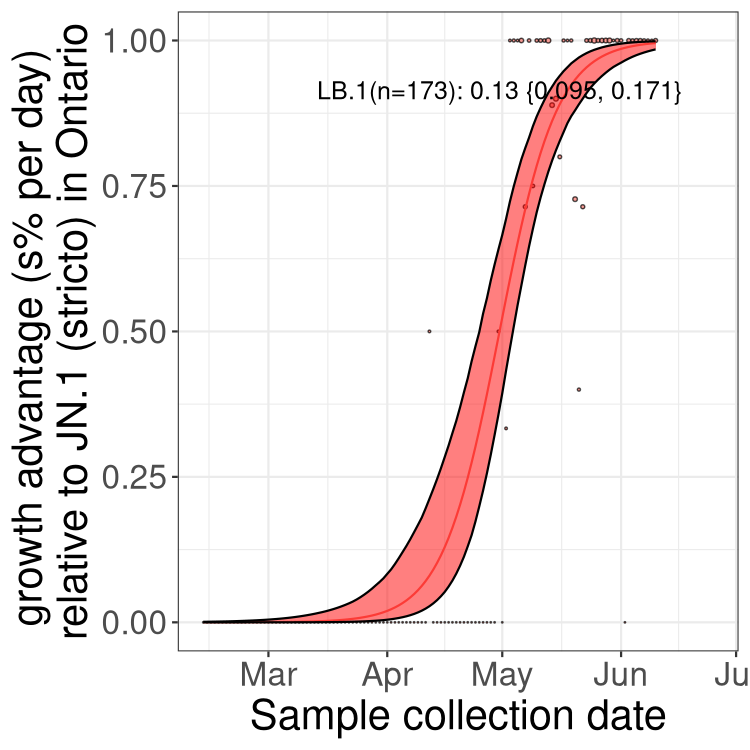 growth advantage (s% per day)
relative to JN.1 (stricto) in Ontario
1.00
0.75
0.50
0.25
0.00
LB.1(n=173): 0.13 {0.095, 0.171}
Mar Apr May Jun Ju
Sample collection date